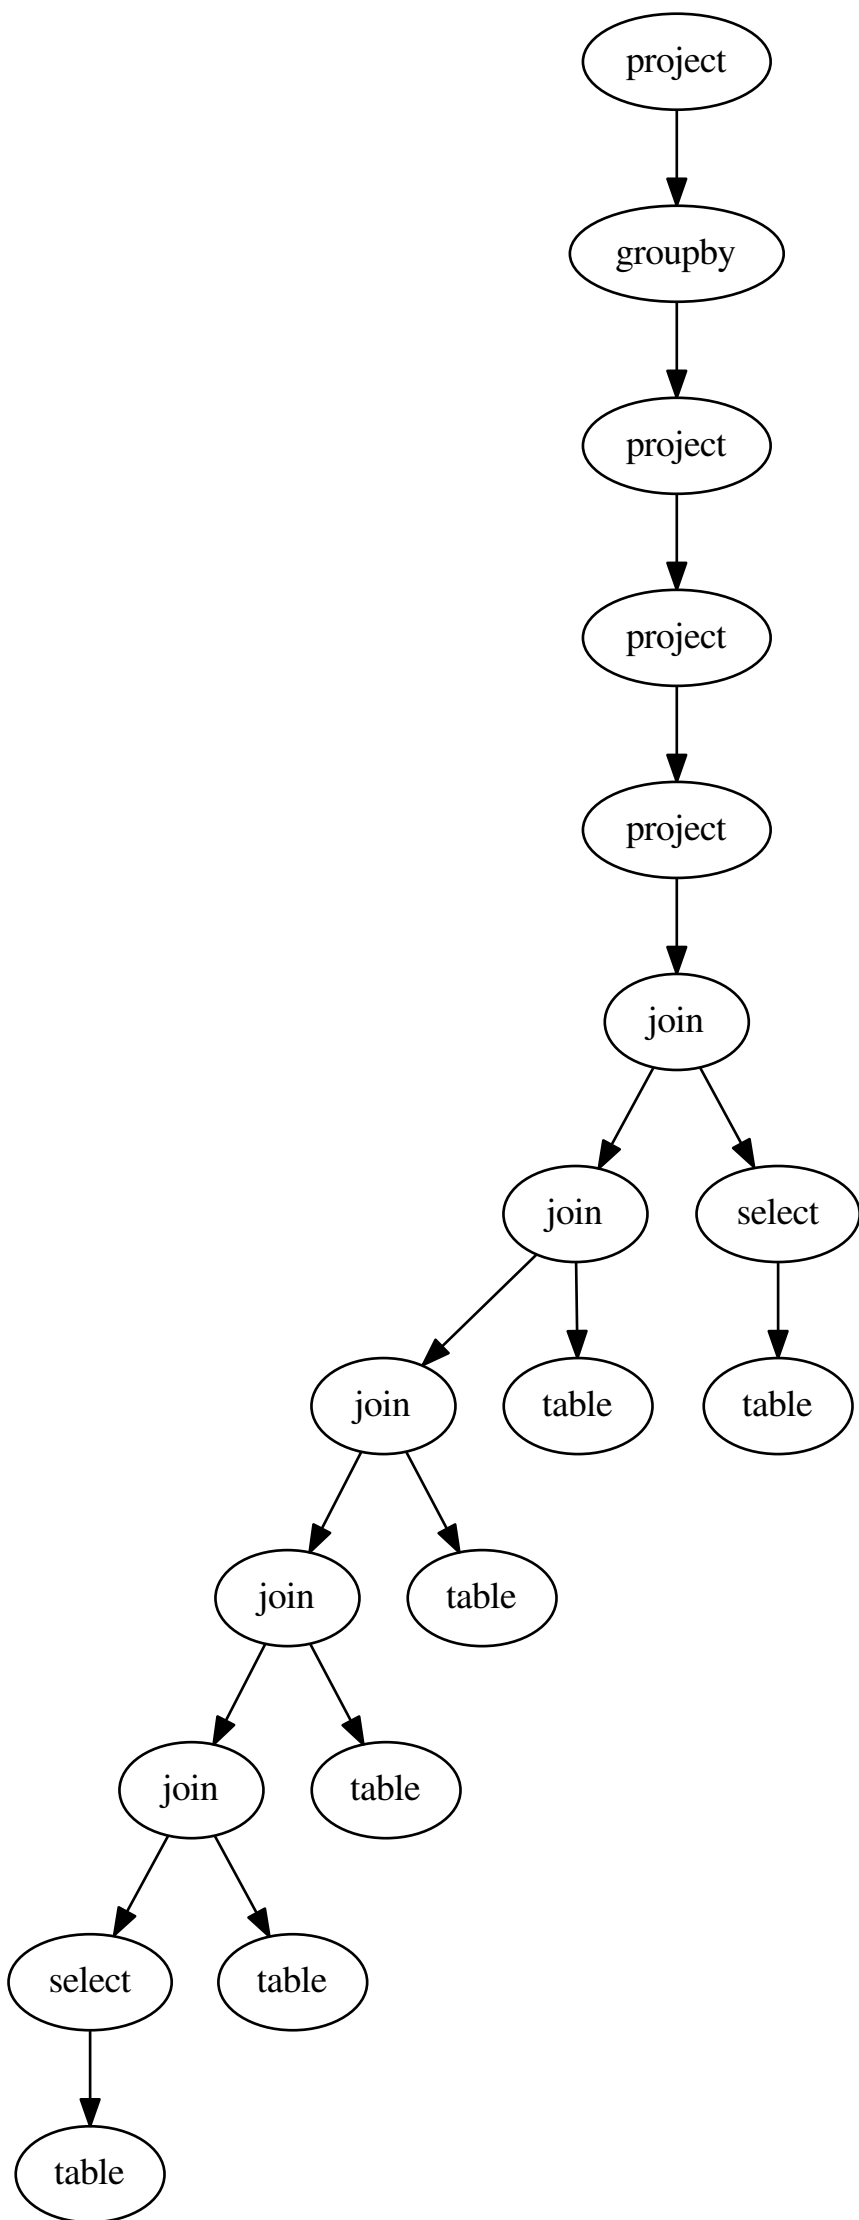 project
groupby
project
project
project
join
join select
join table table
join table
join table
select table
table